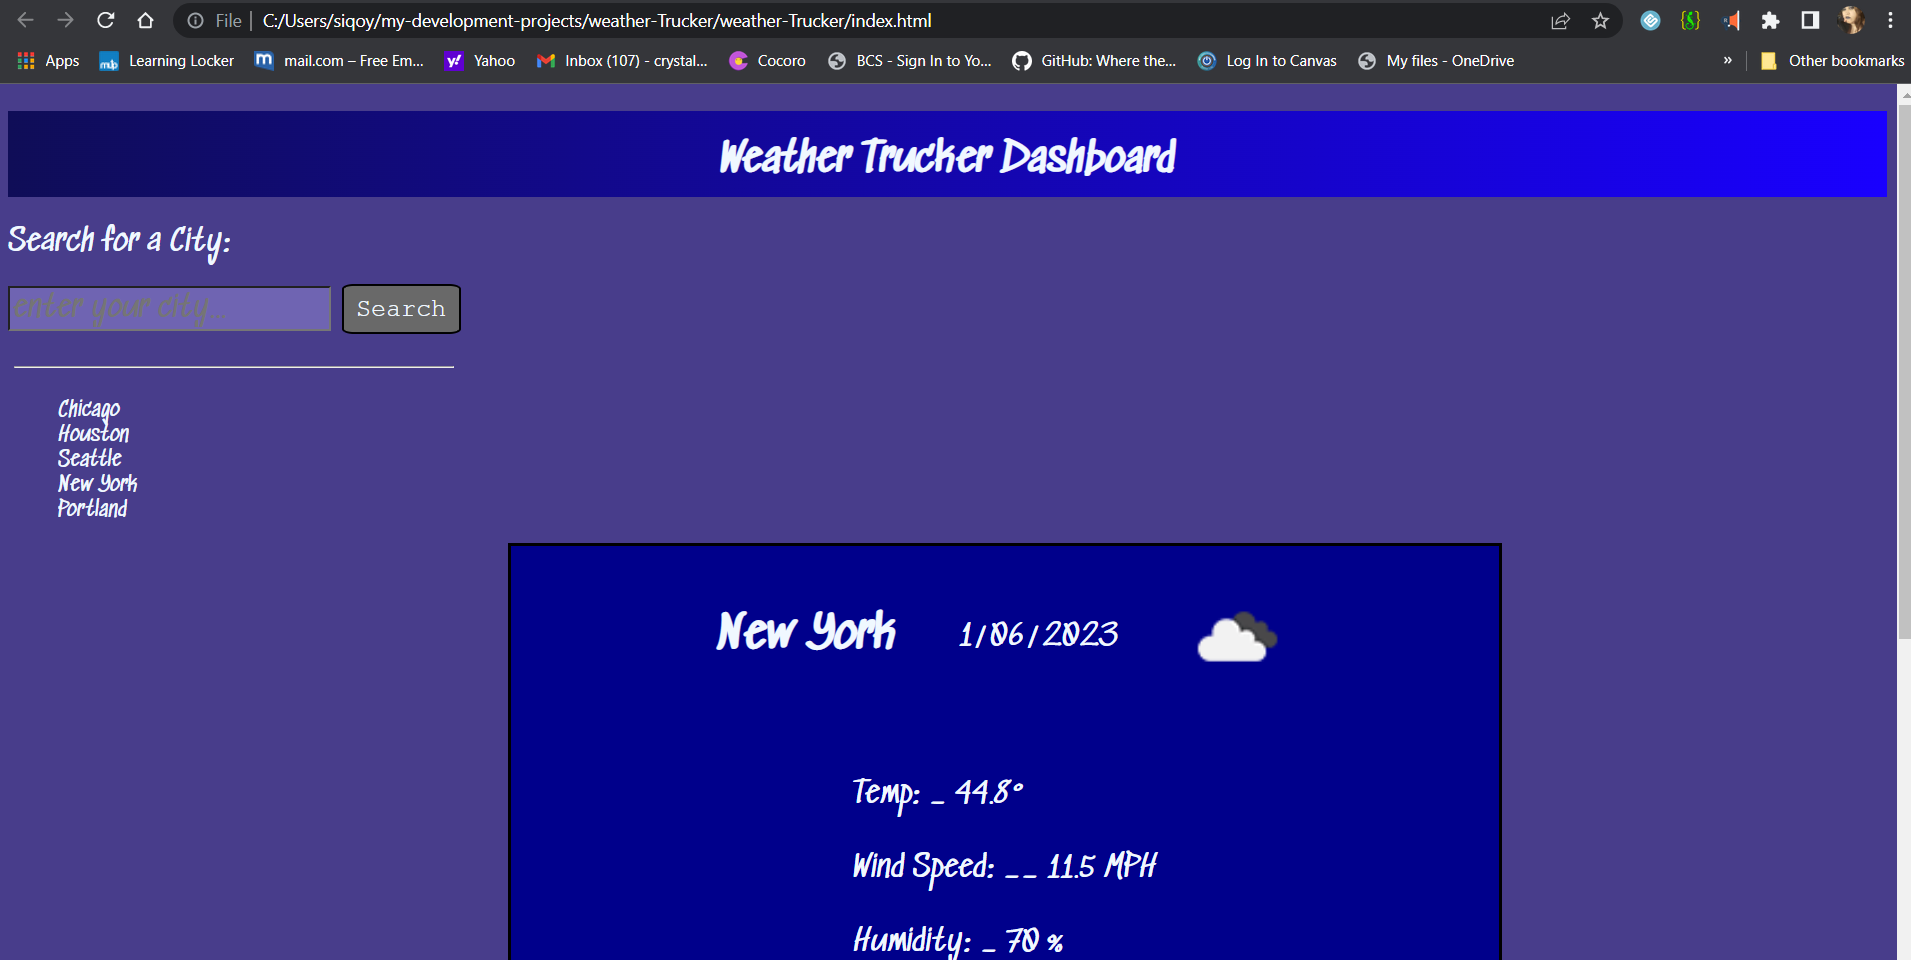 File | C:/Users/siqoy/my-development-projects/weather-Trucker/weather-Trucker/index.html
Apps Learning Locker mail.com – Free Em... Yahoo Inbox (107) - crystal... Cocoro BCS - Sign In to Yo... GitHub: Where the... Log In to Canvas My files - OneDrive » Other bookmarks
Weather Trucker Dashboard
Search for a City:
enter your city... Search
Chicago
Houston
Seattle
New York
Portland
New York 1/06/2023
Temp: _ 44.8°
Wind Speed: _ _ 11.5 MPH
Humidity: _ 70 %